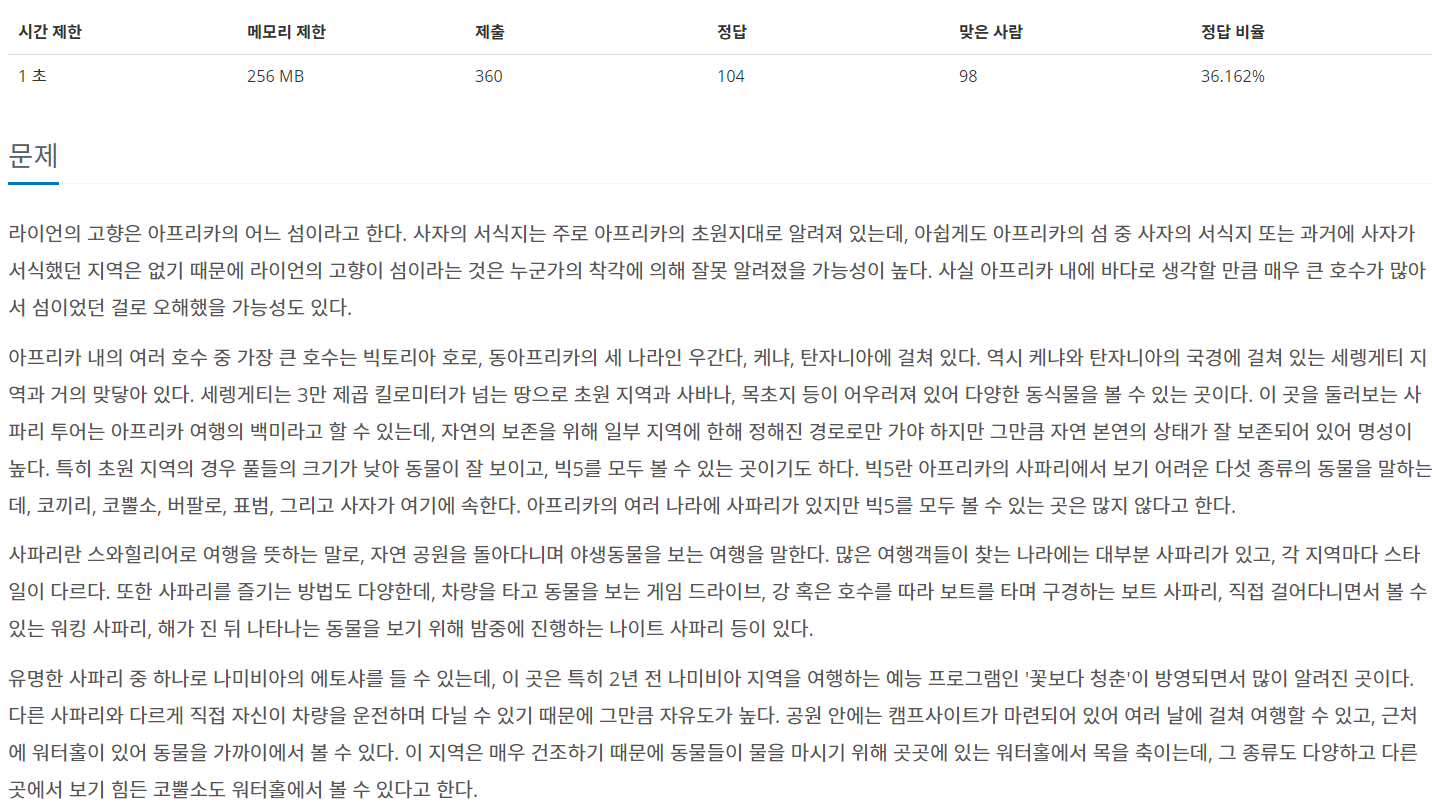 시간 제한 메모리 제한 제출 정답 맞은 사람 정답 비율
1 초 256 MB 360 104 98 36.162%
문제
라이언의 고향은 아프리카의 어느 섬이라고 한다. 사자의 서식지는 주로 아프리카의 초원지대로 알려져 있는데, 아쉽게도 아프리카의 섬 중 사자의 서식지 또는 과거에 사자가
서식했던 지역은 없기 때문에 라이언의 고향이 섬이라는 것은 누군가의 착각에 의해 잘못 알려졌을 가능성이 높다. 사실 아프리카 내에 바다로 생각할 만큼 매우 큰 호수가 많아
서 섬이었던 걸로 오해했을 가능성도 있다.
아프리카 내의 여러 호수 중 가장 큰 호수는 빅토리아 호로, 동아프리카의 세 나라인 우간다, 케냐, 탄자니아에 걸쳐 있다. 역시 케냐와 탄자니아의 국경에 걸쳐 있는 세렝게티 지
역과 거의 맞닿아 있다. 세렝게티는 3만 제곱 킬로미터가 넘는 땅으로 초원 지역과 사바나, 목초지 등이 어우러져 있어 다양한 동식물을 볼 수 있는 곳이다. 이 곳을 둘러보는 사
파리 투어는 아프리카 여행의 백미라고 할 수 있는데, 자연의 보존을 위해 일부 지역에 한해 정해진 경로로만 가야 하지만 그만큼 자연 본연의 상태가 잘 보존되어 있어 명성이
높다. 특히 초원 지역의 경우 풀들의 크기가 낮아 동물이 잘 보이고, 빅5를 모두 볼 수 있는 곳이기도 하다. 빅5란 아프리카의 사파리에서 보기 어려운 다섯 종류의 동물을 말하는
데, 코끼리, 코뿔소, 버팔로, 표범, 그리고 사자가 여기에 속한다. 아프리카의 여러 나라에 사파리가 있지만 빅5를 모두 볼 수 있는 곳은 많지 않다고 한다.
사파리란 스와힐리어로 여행을 뜻하는 말로, 자연 공원을 돌아다니며 야생동물을 보는 여행을 말한다. 많은 여행객들이 찾는 나라에는 대부분 사파리가 있고, 각 지역마다 스타
일이 다르다. 또한 사파리를 즐기는 방법도 다양한데, 차량을 타고 동물을 보는 게임 드라이브, 강 혹은 호수를 따라 보트를 타며 구경하는 보트 사파리, 직접 걸어다니면서 볼 수
있는 워킹 사파리, 해가 진 뒤 나타나는 동물을 보기 위해 밤중에 진행하는 나이트 사파리 등이 있다.
유명한 사파리 중 하나로 나미비아의 에토샤를 들 수 있는데, 이 곳은 특히 2년 전 나미비아 지역을 여행하는 예능 프로그램인 '꽃보다 청춘'이 방영되면서 많이 알려진 곳이다.
다른 사파리와 다르게 직접 자신이 차량을 운전하며 다닐 수 있기 때문에 그만큼 자유도가 높다. 공원 안에는 캠프사이트가 마련되어 있어 여러 날에 걸쳐 여행할 수 있고, 근처
에 워터홀이 있어 동물을 가까이에서 볼 수 있다. 이 지역은 매우 건조하기 때문에 동물들이 물을 마시기 위해 곳곳에 있는 워터홀에서 목을 축이는데, 그 종류도 다양하고 다른
곳에서 보기 힘든 코뿔소도 워터홀에서 볼 수 있다고 한다.